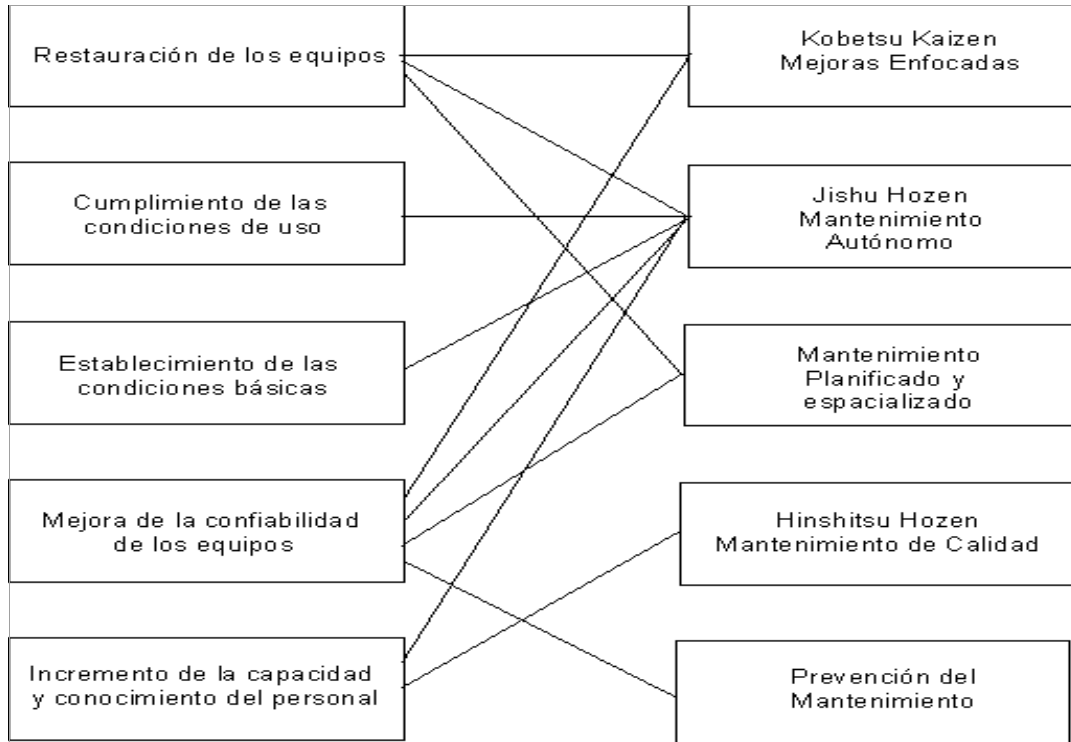 Restauración de los equipos
Kobetsu Kaizen
Mejoras Enfocadas
Cumplimiento de las
condiciones de uso
Jishu Hozen
Mantenimiento
Autónomo
Establecimiento de las
condiciones básicas
Mantenimiento
Planificado y
espacializado
Mejora de la confiabilidad
de los equipos
Hinshitsu Hozen
Mantenimiento de Calidad
Incremento de la capacidad
y conocimiento del personal
Prevención del
Mantenimiento